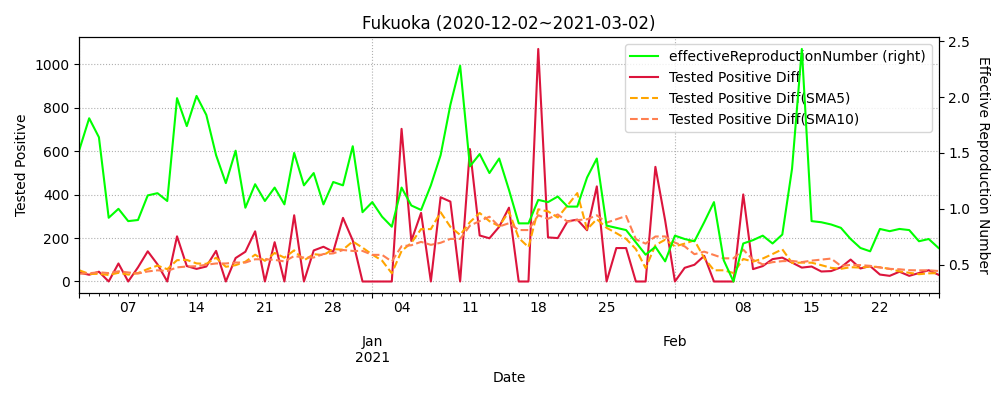 Fukuoka (2020-12-02~2021-03-02)
effectiveReproductionNumber (right)
Tested Positive Diff
Tested Positive Diff(SMA5)
Tested Positive Diff(SMA10)
Tested Positive
1000
800
600
400
200
0
2.5
2.0
1.5
1.0
0.5
Effective Reproduction Number
07 14 21 28 04 11 18 25 08 15 22
Jan Feb
2021
Date